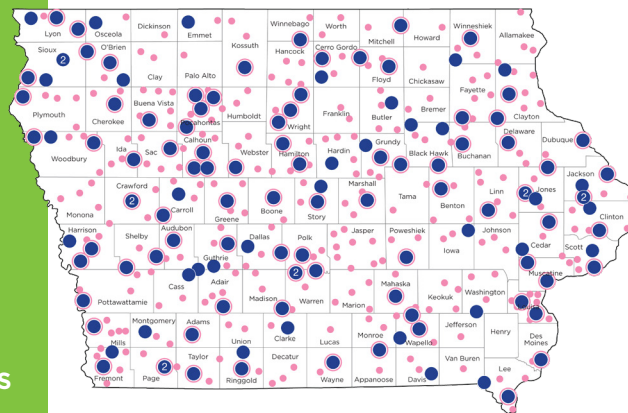 Lyon
Osceola
Dickinson
Emmet
Winnebago
Worth
Mitchell
Howard
Winneshiek
Allamakee
Sioux
2
O'Brien
Clay
Palo Alto
Kossuth
Hancock
Cerro Gordo
Floyd
Chickasaw
Fayette
Clayton
Plymouth
Cherokee
Buena Vista
Pocahontas
Humboldt
Wright
Franklin
Butler
Bremer
Woodbury
Ida
Sac
Calhoun
Webster
Hamilton
Hardin
Grundy
Black Hawk
Buchanan
Delaware
Dubuque
Monona
Crawford
2
Carroll
Greene
Boone
Story
Marshall
Tama
Benton
Linn
2
Jones
Jackson
2
Clinton
Harrison
Shelby
Audubon
Guthrie
Dallas
Polk
2
Jasper
Poweshiek
Iowa
Johnson
Cedar
Scott
Muscatine
Pottawattamie
Cass
Adair
Madison
Warren
Marion
Mahaska
Keokuk
Washington
Mills
Montgomery
Adams
Union
Clarke
Lucas
Monroe
Wapello
Jefferson
Henry
Des
Moines
s
Fremont
Page
2
Taylor
Ringgold
Decatur
Wayne
Appanoose
Davis
Van Buren
Lee